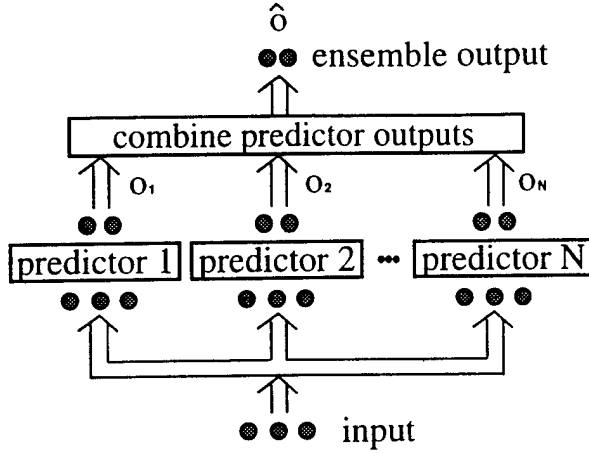 ô
ensemble output
combine predictor outputs
O₁ O₂ Oₙ
predictor 1 predictor 2 ••• predictor N
input